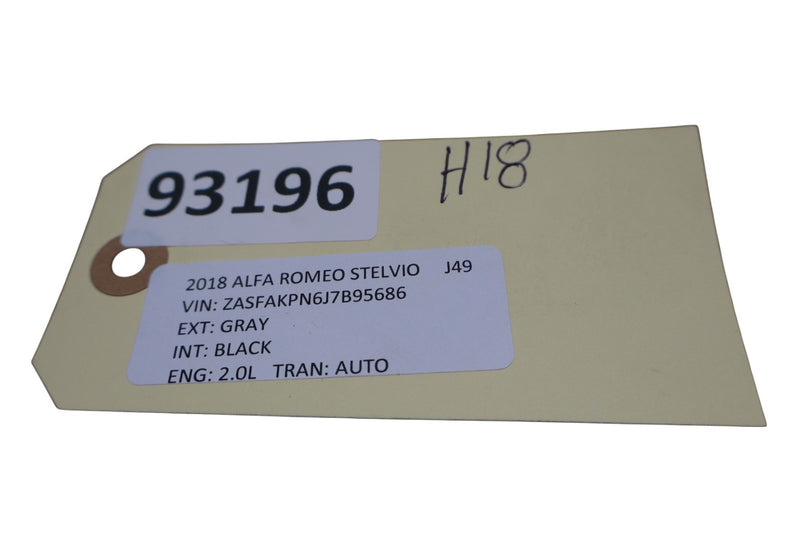 93196
H18
2018 ALFA ROMEO STELVIO J49
VIN: ZASFAKPN6J7B95686
EXT: GRAY
INT: BLACK
ENG: 2.0L TRAN: AUTO